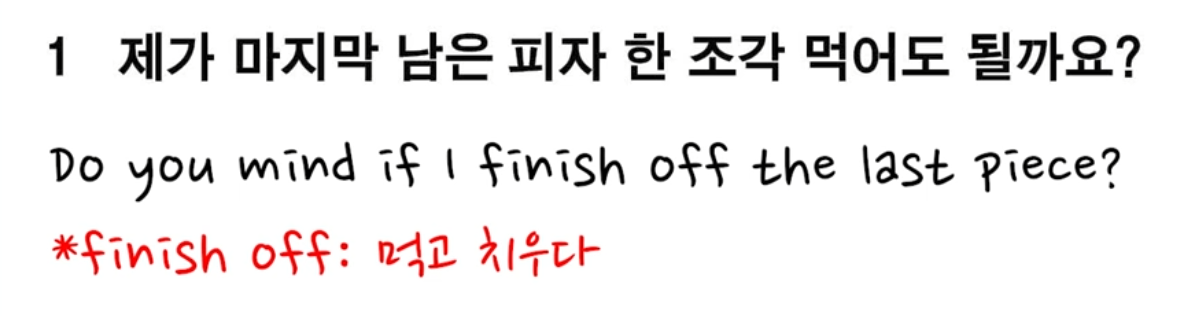 1 제가 마지막 남은 피자 한 조각 먹어도 될까요?
Do you mind if I finish off the last piece?
*finish off: 먹고 치우다